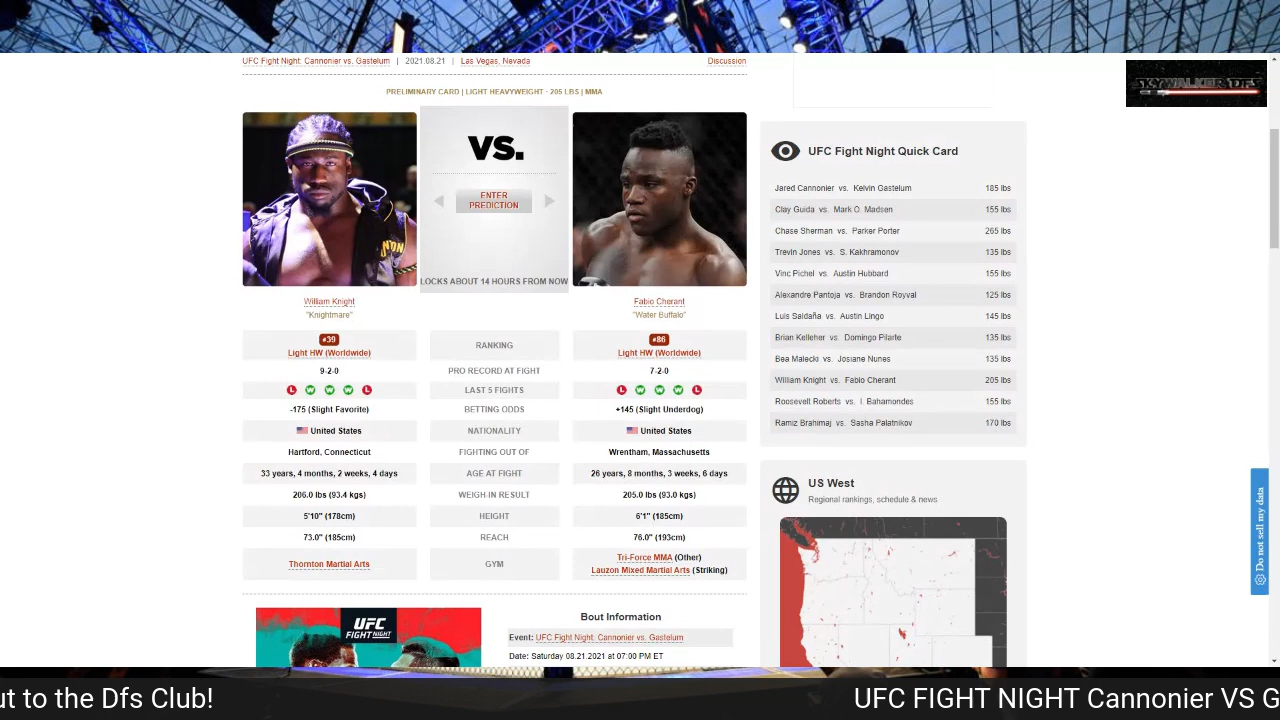 UFC Fight Night: Cannonier vs. Gastelum | 2021.08.21 | Las Vegas, Nevada Discussion
SKYWALKER DFS
PRELIMINARY CARD | LIGHT HEAVYWEIGHT · 205 LBS | MMA
VS.
ENTER
PREDICTION
LOCKS ABOUT 14 HOURS FROM NOW
William Knight
"Knightmare"
Fabio Cherant
"Water Buffalo"
#39
Light HW (Worldwide)
RANKING
#86
Light HW (Worldwide)
9-2-0 PRO RECORD AT FIGHT 7-2-0
L W W W L LAST 5 FIGHTS L W W W L
-175 (Slight Favorite) BETTING ODDS +145 (Slight Underdog)
United States NATIONALITY United States
Hartford, Connecticut FIGHTING OUT OF Wrentham, Massachusetts
33 years, 4 months, 2 weeks, 4 days AGE AT FIGHT 26 years, 8 months, 3 weeks, 6 days
206.0 lbs (93.4 kgs) WEIGH-IN RESULT 205.0 lbs (93.0 kgs)
5'10" (178cm) HEIGHT 6'1" (185cm)
73.0" (185cm) REACH 76.0" (193cm)
Thornton Martial Arts GYM Tri-Force MMA (Other)
Lauzon Mixed Martial Arts (Striking)
UFC
FIGHT NIGHT
Bout Information
Event: UFC Fight Night: Cannonier vs. Gastelum
Date: Saturday 08.21.2021 at 07:00 PM ET
UFC Fight Night Quick Card
Jared Cannonier vs. Kelvin Gastelum 185 lbs
Clay Guida vs. Mark O. Madsen 155 lbs
Chase Sherman vs. Parker Porter 265 lbs
Trevin Jones vs. S. Kakhramonov 135 lbs
Vinc Pichel vs. Austin Hubbard 155 lbs
Alexandre Pantoja vs. Brandon Royval 125 lbs
Luis Saldaña vs. Austin Lingo 145 lbs
Brian Kelleher vs. Domingo Pilarte 135 lbs
Bea Malecki vs. Josiane Nunes 135 lbs
William Knight vs. Fabio Cherant 205 lbs
Roosevelt Roberts vs. I. Bahamondes 155 lbs
Ramiz Brahimaj vs. Sasha Palatnikov 170 lbs
US West
Regional rankings, schedule & news
Do not sell my data
ut to the Dfs Club! UFC FIGHT NIGHT Cannonier VS G